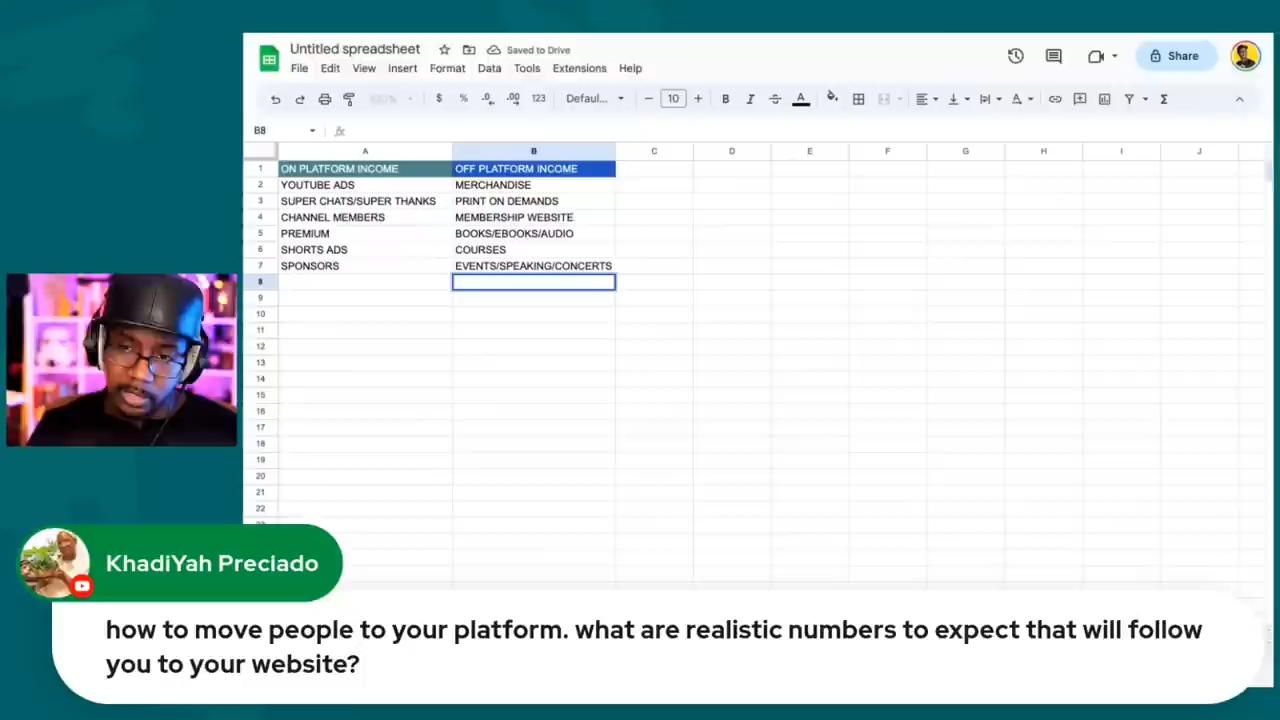 Untitled spreadsheet Saved to Drive
File Edit View Insert Format Data Tools Extensions Help
Share
$ % .0 .00 123 Defaul... 10 B I A Σ
B8 fx
A B C D E F G H I J
1 ON PLATFORM INCOME OFF PLATFORM INCOME
2 YOUTUBE ADS MERCHANDISE
3 SUPER CHATS/SUPER THANKS PRINT ON DEMANDS
4 CHANNEL MEMBERS MEMBERSHIP WEBSITE
5 PREMIUM BOOKS/EBOOKS/AUDIO
6 SHORTS ADS COURSES
7 SPONSORS EVENTS/SPEAKING/CONCERTS
8
9
10
11
12
13
14
15
16
17
18
19
20
21
22
KhadiYah Preciado
how to move people to your platform. what are realistic numbers to expect that will follow
you to your website?